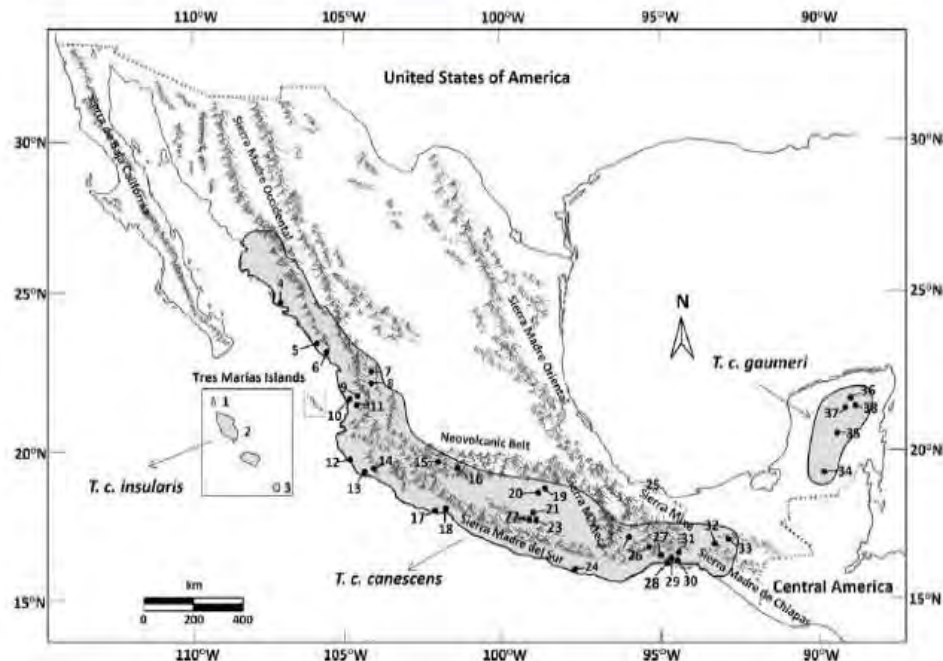 110°W 105°W 100°W 95°W 90°W
United States of America
30°N 30°N
Sierra de Baja California
Sierra Madre Occidental
Sierra Madre Oriental
25°N 25°N
4
5
6
N
T. c. gaumeri
7
8
9
10
11
36
37 38
35
34
Tres Marias Islands
1
2
3
T. c. insularis
20°N 20°N
Neovolcanic Belt
12
13
14
15
16
17
18
19
20
21
22
23
24
25
Sierra Mixe
26
27
28
29
30
31
32
33
Sierra Madre del Sur
Sierra Madre de Chiapas
T. c. canescens
Central America
15°N 15°N
km
0 200 400
110°W 105°W 100°W 95°W 90°W